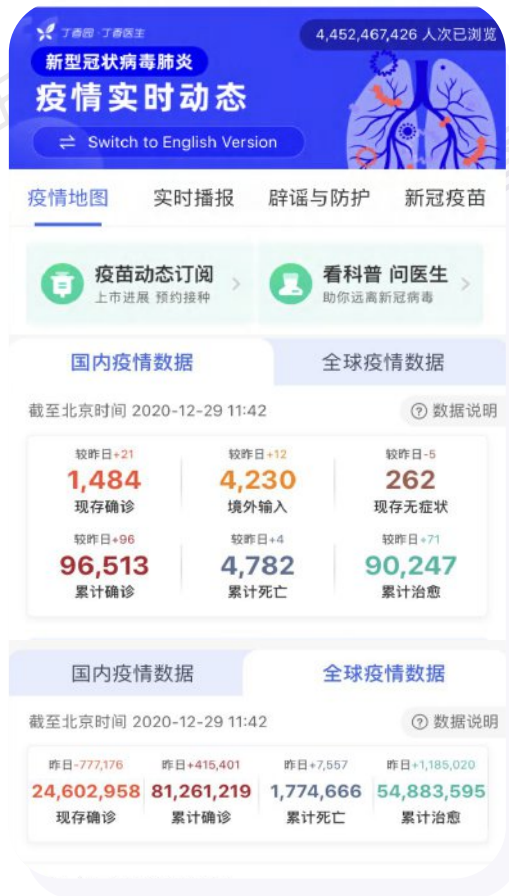 丁香园·丁香医生
4,452,467,426 人次已浏览
新型冠状病毒肺炎
疫情实时动态
Switch to English Version
疫情地图 实时播报 辟谣与防护 新冠疫苗
疫苗动态订阅 看科普 问医生
上市进展 预约接种 助你远离新冠病毒
国内疫情数据 全球疫情数据
截至北京时间 2020-12-29 11:42 ? 数据说明
较昨日+21 较昨日+12 较昨日-5
1,484 4,230 262
现存确诊 境外输入 现存无症状
较昨日+96 较昨日+4 较昨日+71
96,513 4,782 90,247
累计确诊 累计死亡 累计治愈
国内疫情数据 全球疫情数据
截至北京时间 2020-12-29 11:42 ? 数据说明
昨日-777,176 昨日+415,401 昨日+7,557 昨日+1,185,020
24,602,958 81,261,219 1,774,666 54,883,595
现存确诊 累计确诊 累计死亡 累计治愈